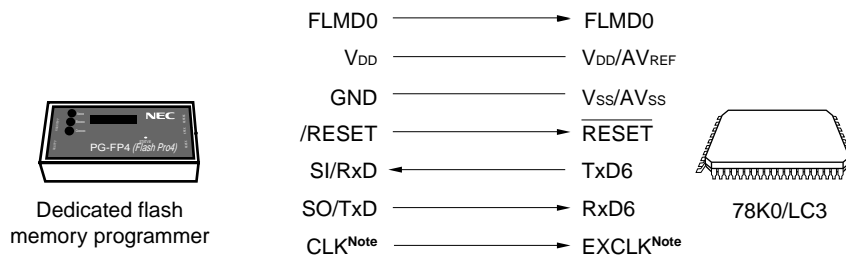 FLMD0 FLMD0
VDD VDD/AVREF
GND VSS/AVSS
/RESET RESET
SI/RxD TxD6
SO/TxD RxD6
CLKNote EXCLKNote
NEC
PG-FP4 (Flash Pro4)
Dedicated flash
memory programmer
78K0/LC3